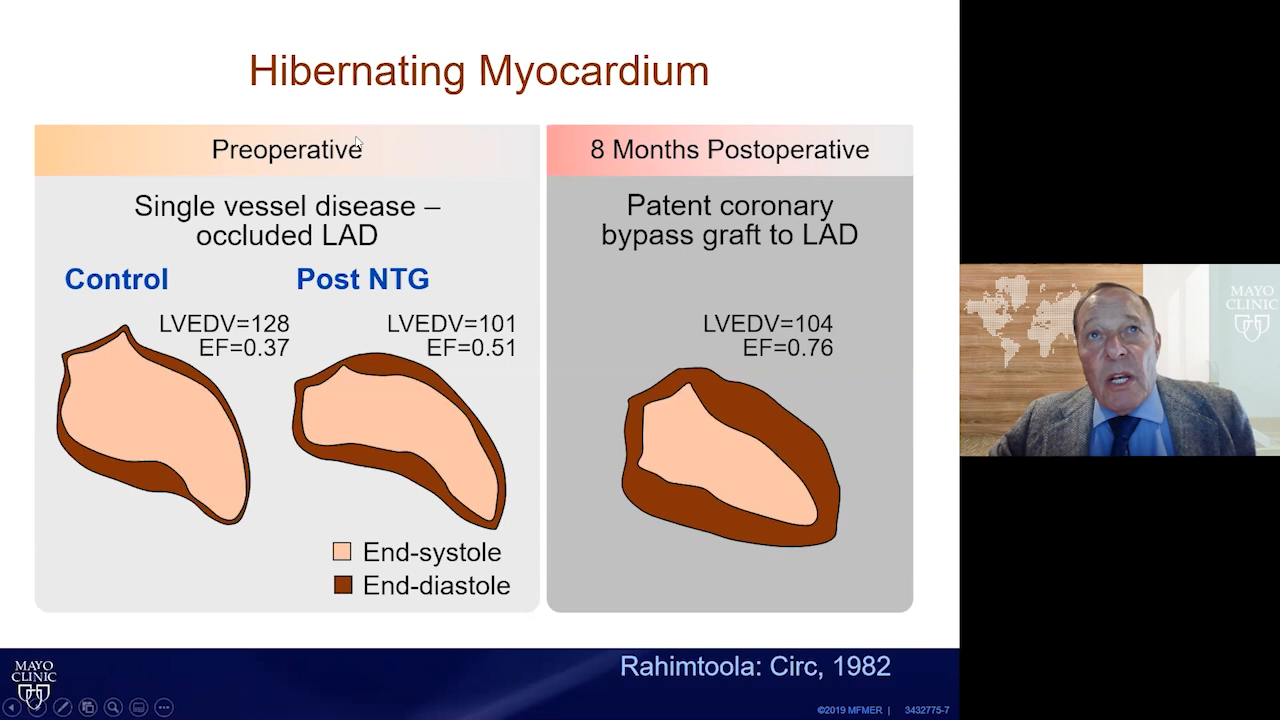 Hibernating Myocardium
Preoperative
Single vessel disease –
occluded LAD
Control
Post NTG
LVEDV=128
EF=0.37
LVEDV=101
EF=0.51
End-systole
End-diastole
8 Months Postoperative
Patent coronary
bypass graft to LAD
LVEDV=104
EF=0.76
MAYO
CLINIC
Rahimtoola: Circ, 1982
©2019 MFMER |
3432775-7
MAYO
CLINIC